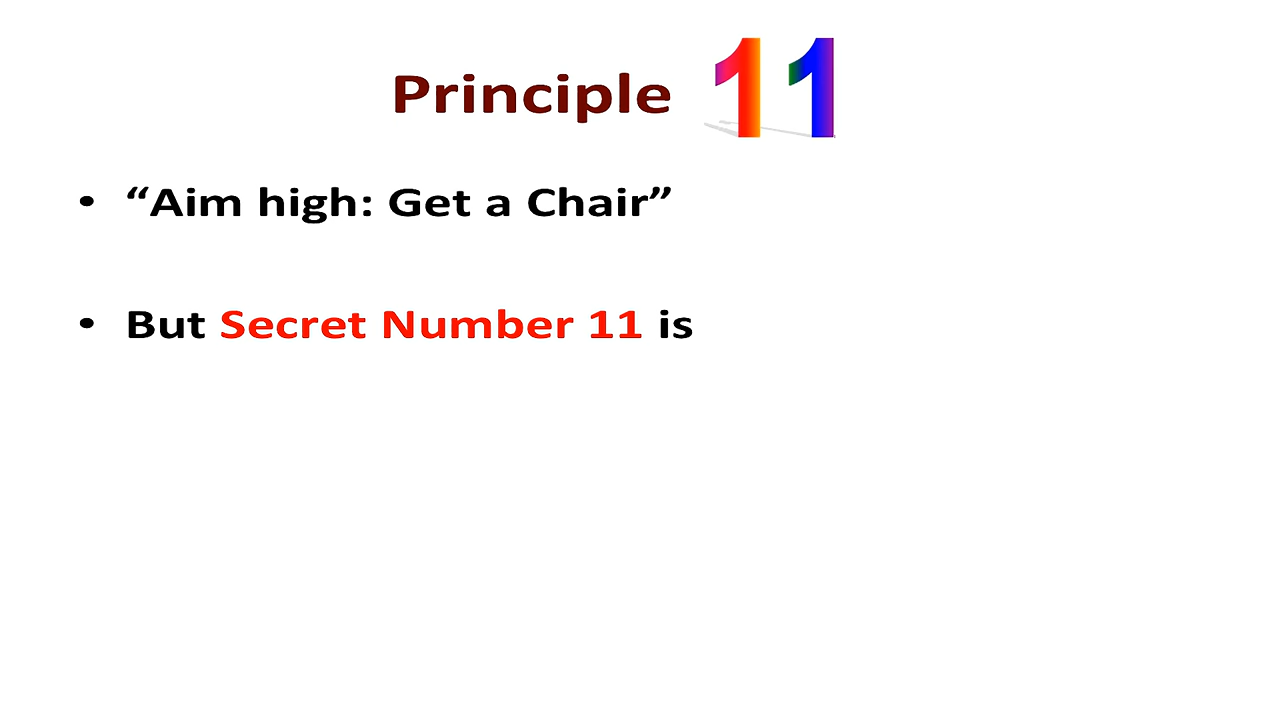 Principle 11
• “Aim high: Get a Chair”
• But Secret Number 11 is